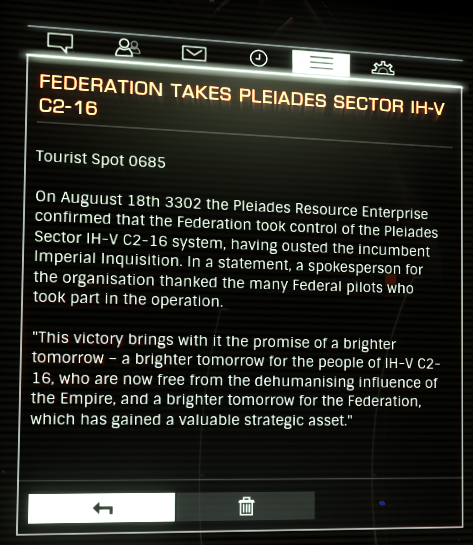 FEDERATION TAKES PLEIADES SECTOR IH-V
C2-16
Tourist Spot 0685
On Auguust 18th 3302 the Pleiades Resource Enterprise
confirmed that the Federation took control of the Pleiades
Sector IH-V C2-16 system, having ousted the incumbent
Imperial Inquisition. In a statement, a spokesperson for
the organisation thanked the many Federal pilots who
took part in the operation.
"This victory brings with it the promise of a brighter
tomorrow – a brighter tomorrow for the people of IH-V C2-
16, who are now free from the dehumanising influence of
the Empire, and a brighter tomorrow for the Federation,
which has gained a valuable strategic asset."